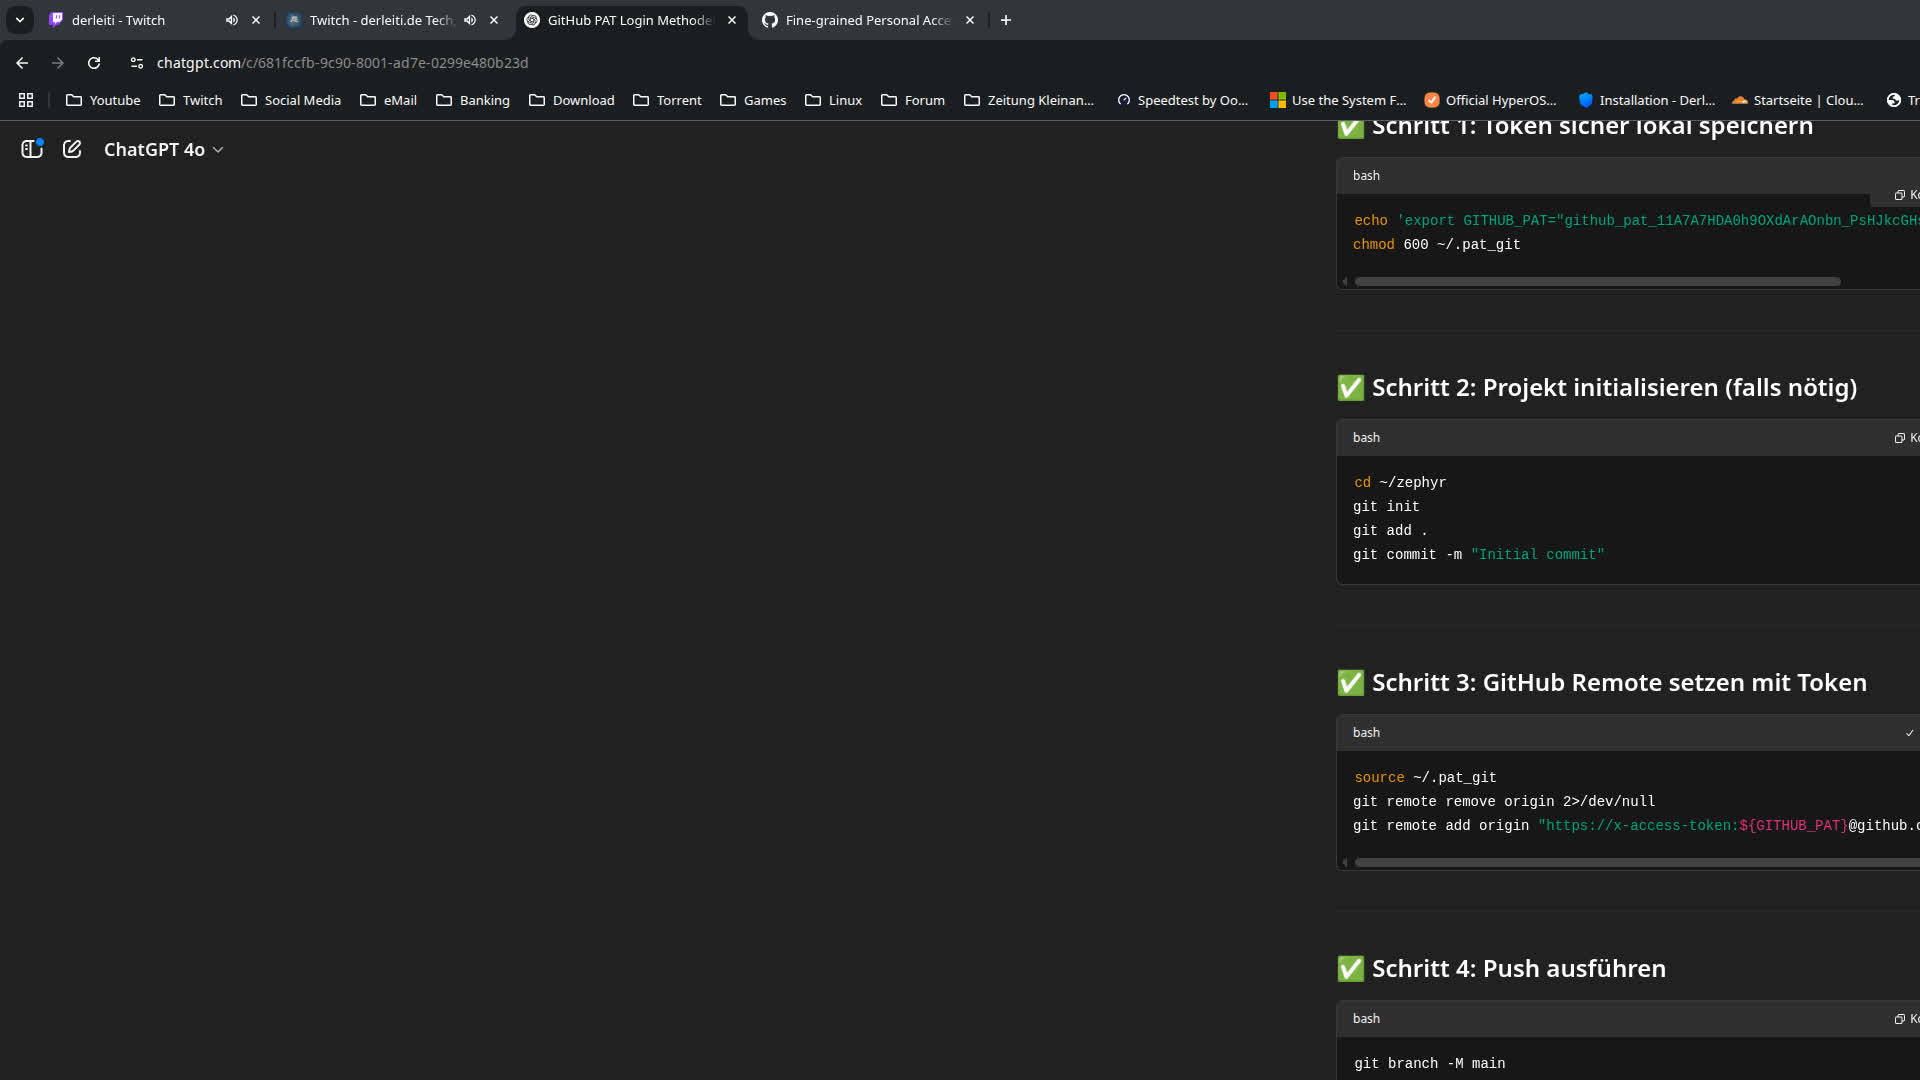 derleiti - Twitch
Twitch - derleiti.de Tech
GitHub PAT Login Methode
Fine-grained Personal Acce
chatgpt.com/c/681fccfb-9c90-8001-ad7e-0299e480b23d
Youtube
Twitch
Social Media
eMail
Banking
Download
Torrent
Games
Linux
Forum
Zeitung Kleinan...
Speedtest by Oo...
Use the System F...
Official HyperOS...
Installation - Derl...
Startseite | Clou...
Tr
ChatGPT 4o
✅ Schritt 1: Token sicher lokal speichern
bash
Ko
echo 'export GITHUB_PAT="github_pat_11A7A7HDA0h9OXdArAOnbn_PsHJkcGHs
chmod 600 ~/.pat_git
✅ Schritt 2: Projekt initialisieren (falls nötig)
bash
Ko
cd ~/zephyr
git init
git add .
git commit -m "Initial commit"
✅ Schritt 3: GitHub Remote setzen mit Token
bash
source ~/.pat_git
git remote remove origin 2>/dev/null
git remote add origin "https://x-access-token:${GITHUB_PAT}@github.c
✅ Schritt 4: Push ausführen
bash
Ko
git branch -M main